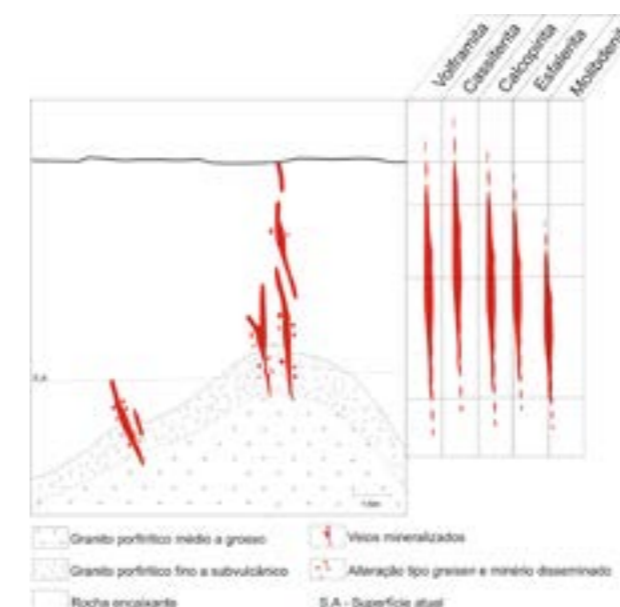 Volframita
Cassiterita
Calcopirita
Esfalerita
Molibdenita
S.A
Granito porfirítico médio a grosso
Veios mineralizados
Granito porfirítico fino a subvulcânico
Alteração tipo greisen e minério disseminado
Rocha encaixante
S.A - Superfície atual